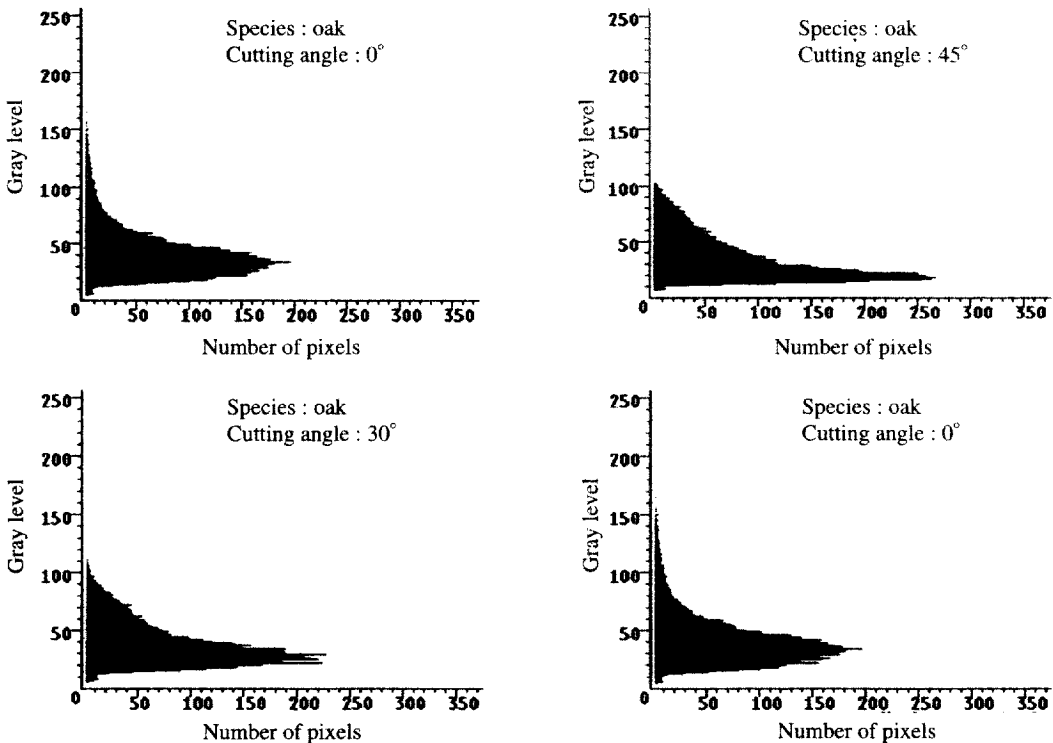 Species : oak
Cutting angle : 0°
250
200
150
100
50
0
50 100 150 200 250 300 350
Gray level
Number of pixels
Species : oak
Cutting angle : 45°
250
200
150
100
50
0
50 100 150 200 250 300 350
Gray level
Number of pixels
Species : oak
Cutting angle : 30°
250
200
150
100
50
0
50 100 150 200 250 300 350
Gray level
Number of pixels
Species : oak
Cutting angle : 0°
250
200
150
100
50
0
50 100 150 200 250 300 350
Gray level
Number of pixels